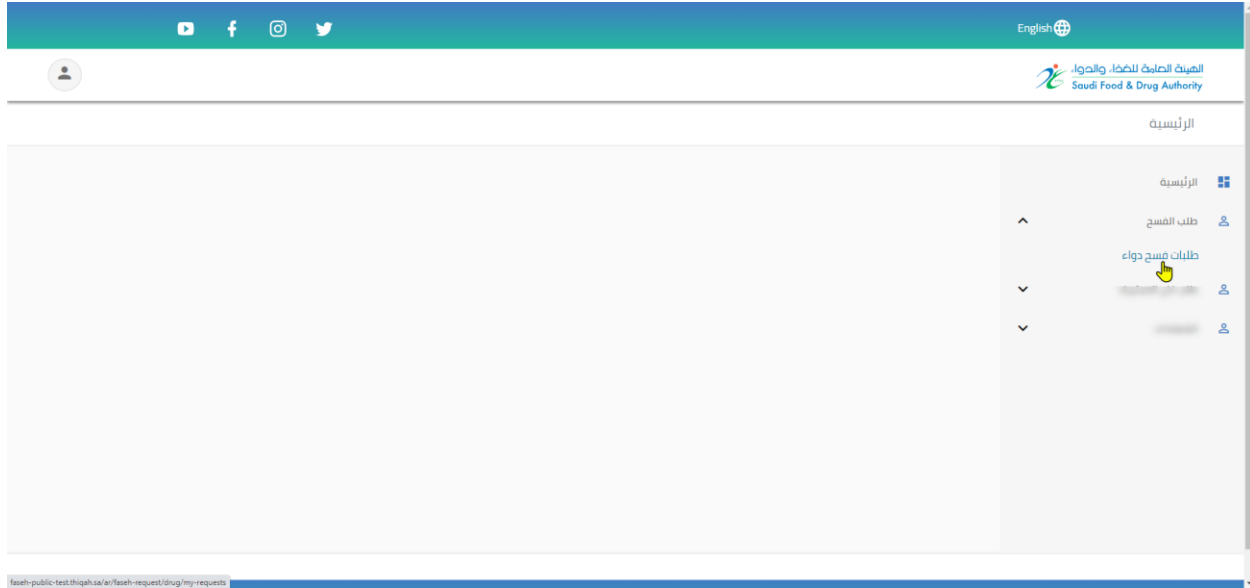 English
الهيئة العامة للغذاء والدواء
Saudi Food & Drug Authority
الرئيسية
الرئيسية
طلب الفسح
طلبات فسح دواء
faseh-public-test.thiqah.sa/ar/faseh-request/drug/my-requests